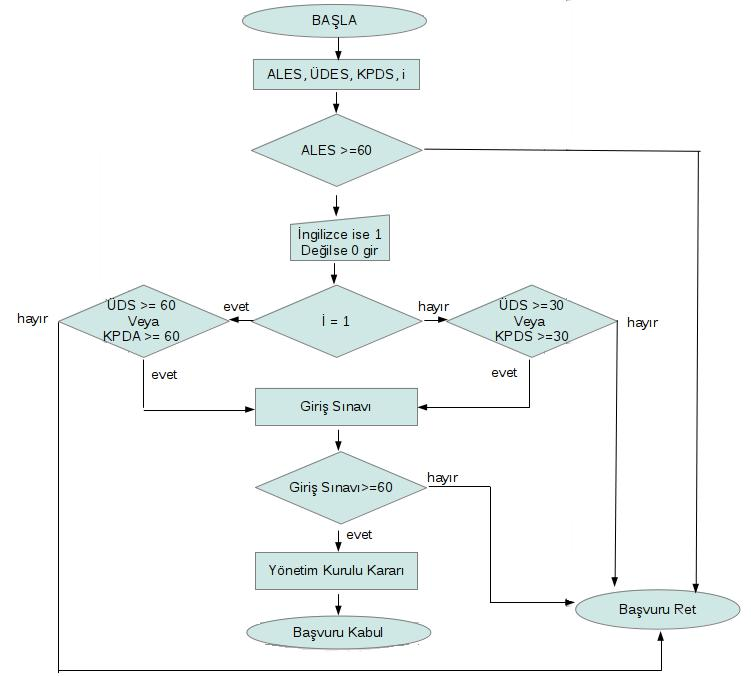 BAŞLA
ALES, ÜDES, KPDS, i
ALES >=60
İngilizce ise 1
Değilse 0 gir
hayır
ÜDS >= 60
Veya
KPDA >= 60
evet
İ = 1
hayır
ÜDS >=30
Veya
KPDS >=30
hayır
evet
evet
Giriş Sınavı
Giriş Sınavı>=60
hayır
evet
Yönetim Kurulu Kararı
Başvuru Kabul
Başvuru Ret